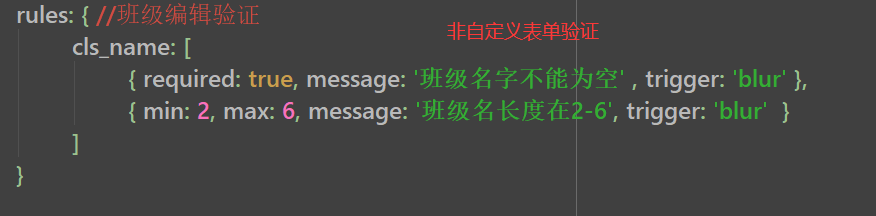 rules: { //班级编辑验证
非自定义表单验证
cls_name: [
{ required: true, message: '班级名字不能为空' , trigger: 'blur' },
{ min: 2, max: 6, message: '班级名长度在2-6', trigger: 'blur'  }
]
}